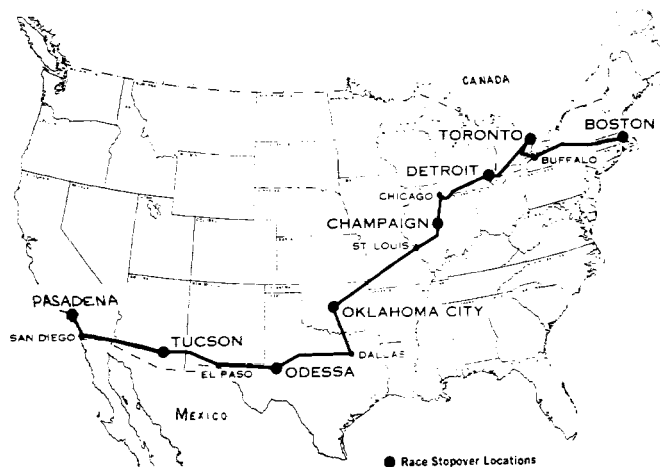 CANADA
TORONTO
BOSTON
BUFFALO
DETROIT
CHICAGO
CHAMPAIGN
ST LOUIS
PASADENA
OKLAHOMA CITY
SAN DIEGO
TUCSON
DALLAS
EL PASO
ODESSA
MEXICO
Race Stopover Locations